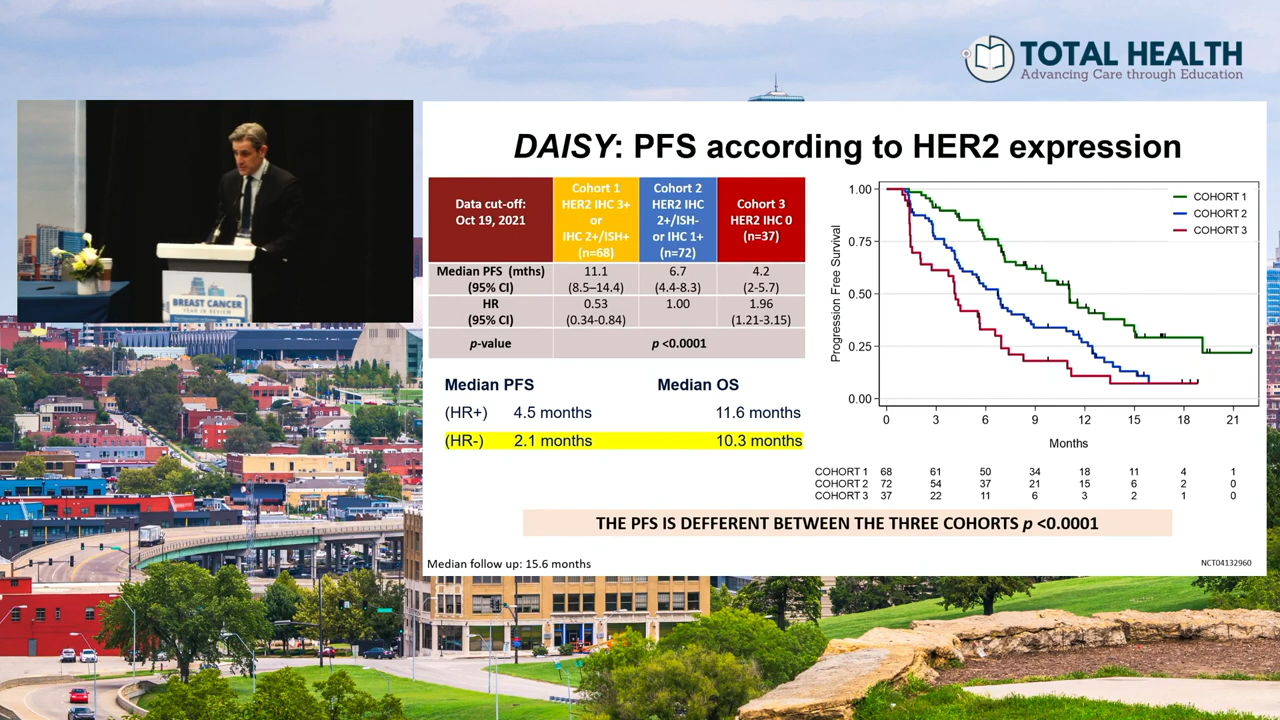 TOTAL HEALTH
Advancing Care through Education
BREAST CANCER
YEAR IN REVIEW
DAISY: PFS according to HER2 expression
Data cut-off:
Oct 19, 2021
Cohort 1
HER2 IHC 3+
or
IHC 2+/ISH+
(n=68)
Cohort 2
HER2 IHC
2+/ISH-
or IHC 1+
(n=72)
Cohort 3
HER2 IHC 0
(n=37)
Median PFS (mths)
(95% CI)
11.1
(8.5–14.4)
6.7
(4.4-8.3)
4.2
(2-5.7)
HR
(95% CI)
0.53
(0.34-0.84)
1.00
1.96
(1.21-3.15)
p-value
p <0.0001
Median PFS Median OS
(HR+) 4.5 months 11.6 months
(HR-) 2.1 months 10.3 months
Progression Free Survival
1.00
0.75
0.50
0.25
0.00
COHORT 1
COHORT 2
COHORT 3
0 3 6 9 12 15 18 21
Months
COHORT 1 68 61 50 34 18 11 4 1
COHORT 2 72 54 37 21 15 6 2 0
COHORT 3 37 22 11 6 3 2 1 0
THE PFS IS DEFFERENT BETWEEN THE THREE COHORTS p <0.0001
Median follow up: 15.6 months
NCT04132960